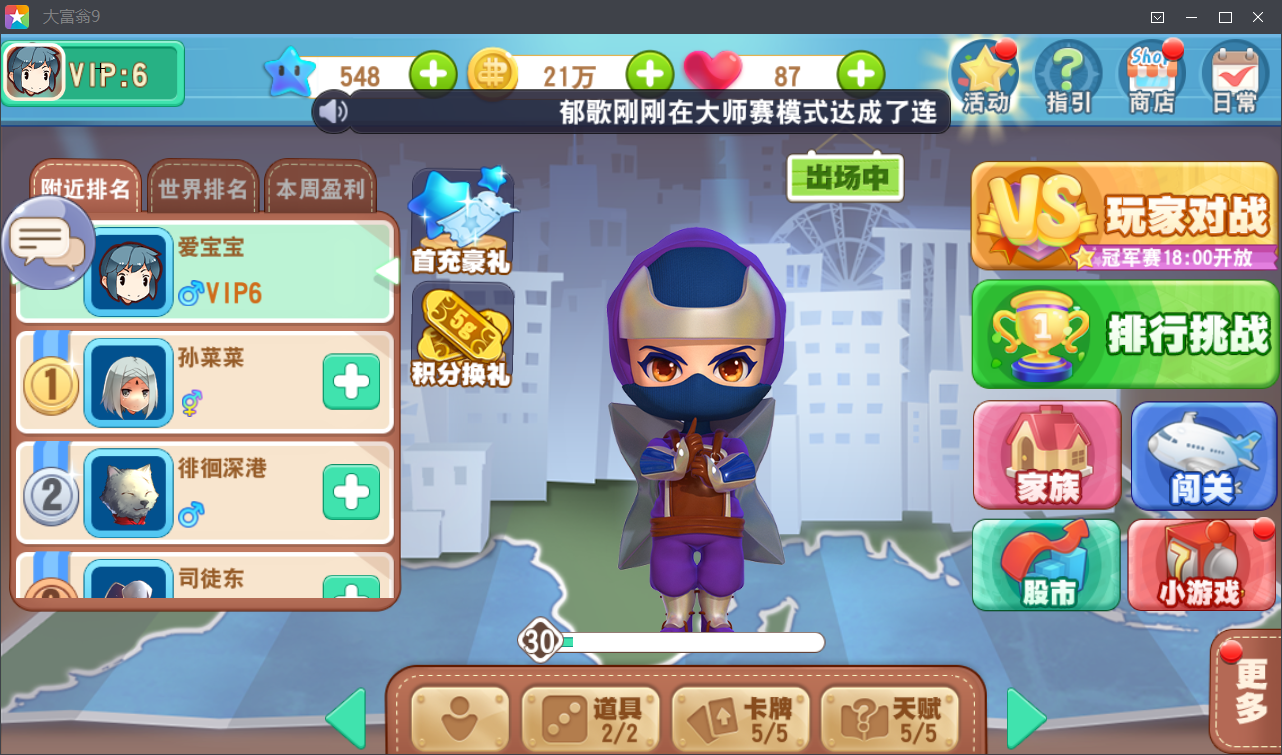 大富翁9
VIP:6
548
21万
87
活动
指引
Shop
商店
日常
郁歌刚刚在大师赛模式达成了连
附近排名
世界排名
本周盈利
爱宝宝
VIP6
1
孙菜菜
2
徘徊深港
司徒东
首充豪礼
5g
积分换礼
出场中
VS
玩家对战
冠军赛18:00开放
1
排行挑战
家族
闯关
股市
7
小游戏
30
道具
2/2
卡牌
5/5
天赋
5/5
更多